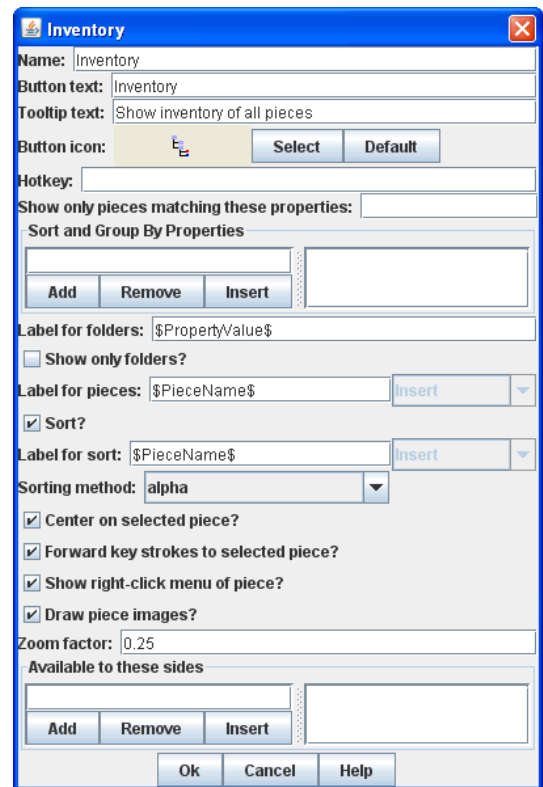 Inventory
Name: Inventory
Button text: Inventory
Tooltip text: Show inventory of all pieces
Button icon: Select Default
Hotkey:
Show only pieces matching these properties:
Sort and Group By Properties
Add Remove Insert
Label for folders: $PropertyValue$
Show only folders?
Label for pieces: $PieceName$ Insert
Sort?
Label for sort: $PieceName$ Insert
Sorting method: alpha
Center on selected piece?
Forward key strokes to selected piece?
Show right-click menu of piece?
Draw piece images?
Zoom factor: 0.25
Available to these sides
Add Remove Insert
Ok Cancel Help